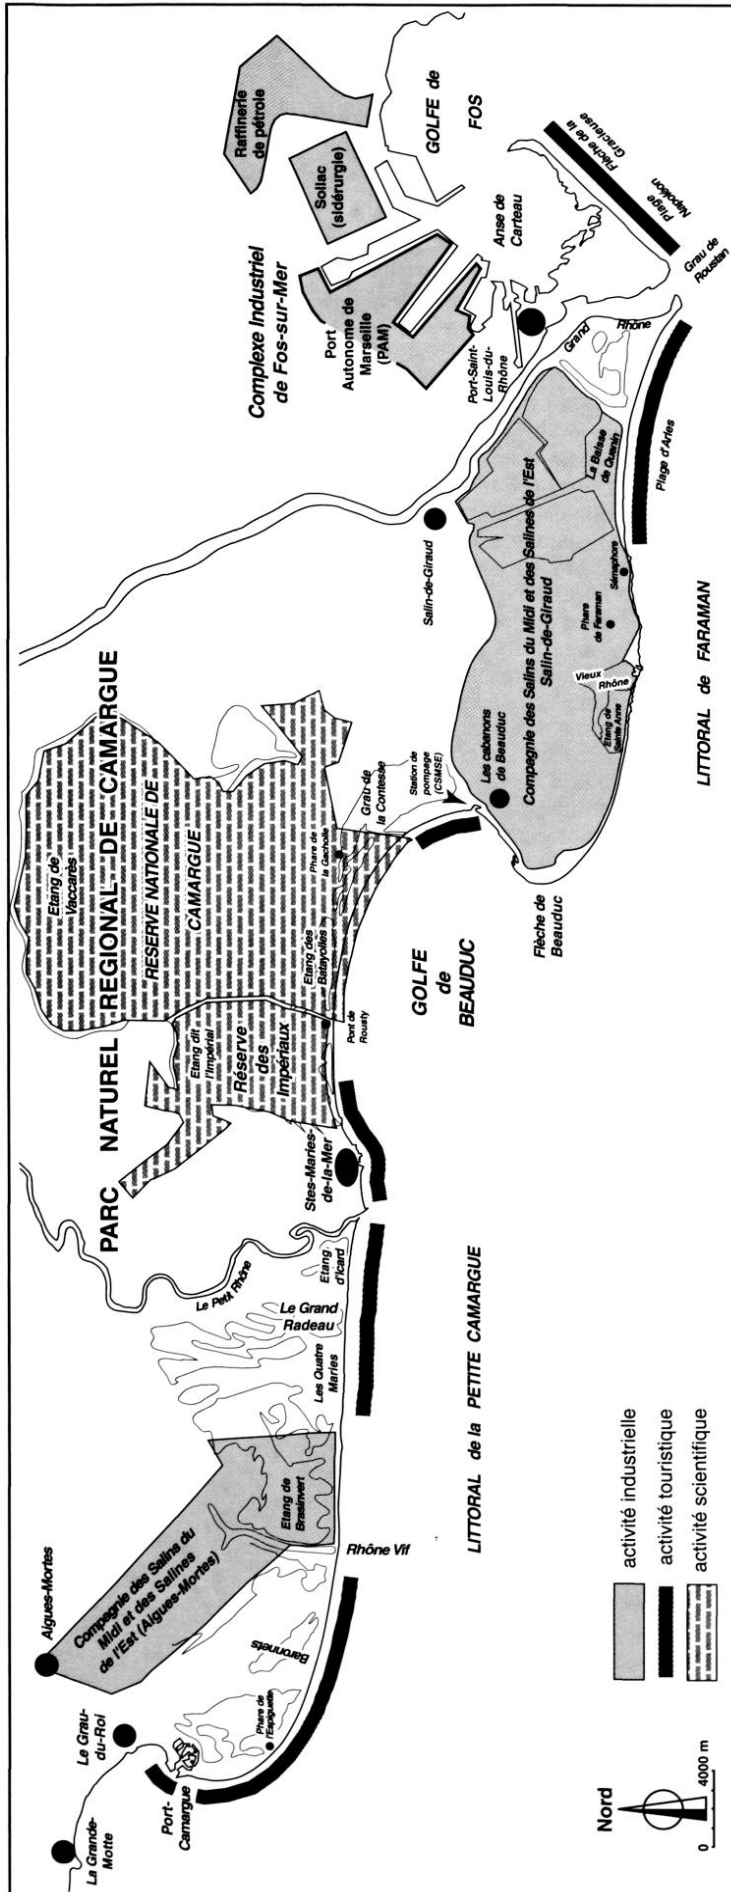 La Grande-
Motte
Le Grau-
du-Roi
Aigues-Mortes
Port-
Camargue
Phare de
l'Espiguette
Baronnets
Compagnie des Salins du
Midi et des Salines
de l'Est (Aigues-Mortes)
Etang de
Brasinvert
Rhône Vif
Les Quatre
Maries
Le Grand
Radeau
Le Petit Rhône
Etang
d'Icard
LITTORAL de la PETITE CAMARGUE
Stes-Maries-
de-la-Mer
PARC NATUREL REGIONAL DE CAMARGUE
Etang de
Vaccarès
RESERVE NATIONALE DE
CAMARGUE
Etang dit
l'Impérial
Réserve
des
Impériaux
Etang des
Batayolles
Pont de
Rousty
Phare de
la Gacholle
Grau de
la Contesse
Station de
pompage
(CSMSE)
GOLFE
de
BEAUDUC
Flèche de
Beauduc
Les cabanons
de Beauduc
Compagnie des Salins du Midi et des Salines de l'Est
Salin-de-Giraud
Etang de
Sainte Anne
Vieux
Rhône
Phare
de Faraman
Sémaphore
La Baisse
de Quenin
LITTORAL de FARAMAN
Plage d'Arles
Salin-de-Giraud
Grand
Rhône
Port-Saint-
Louis-du-
Rhône
Complexe Industriel
de Fos-sur-Mer
Port
Autonome de
Marseille
(PAM)
Sollac
(sidérurgie)
Raffinerie
de pétrole
GOLFE de
FOS
Anse de
Carteau
Flèche de la
Gracieuse
Plage
Napoléon
Grau de
Roustan
Nord
0 4000 m
activité industrielle
activité touristique
activité scientifique